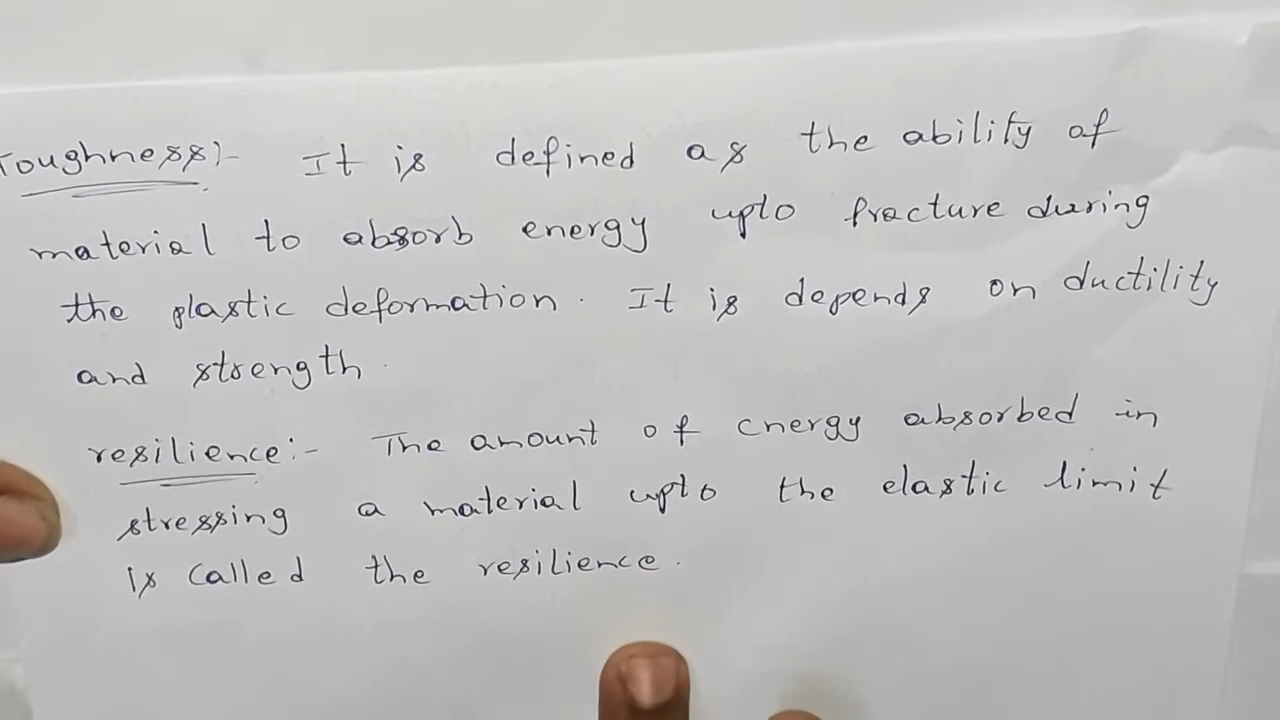 Toughness:- It is defined as the ability of
material to absorb energy upto fracture during
the plastic deformation. It is depends on ductility
and strength.
resilience:- The amount of energy absorbed in
stressing a material upto the elastic limit
is called the resilience.